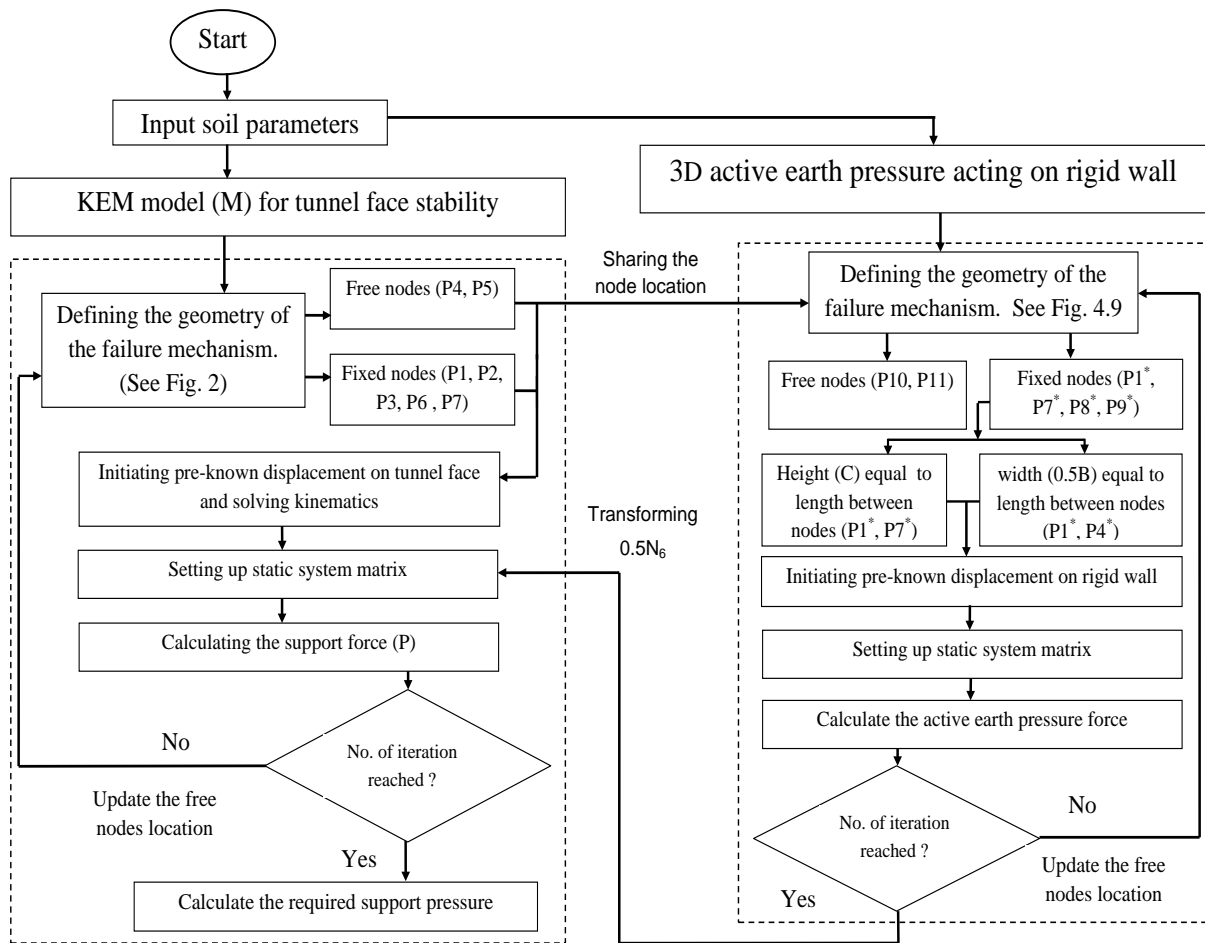 Start
Input soil parameters
KEM model (M) for tunnel face stability
3D active earth pressure acting on rigid wall
Defining the geometry of
the failure mechanism.
(See Fig. 2)
Free nodes (P4, P5)
Fixed nodes (P1, P2,
P3, P6 , P7)
Sharing the
node location
Initiating pre-known displacement on tunnel face
and solving kinematics
Setting up static system matrix
Calculating the support force (P)
No. of iteration
reached ?
No
Update the free
nodes location
Yes
Calculate the required support pressure
Transforming
0.5N₆
Defining the geometry of the
failure mechanism.  See Fig. 4.9
Free nodes (P10, P11)
Fixed nodes (P1*,
P7*, P8*, P9*)
Height (C) equal  to
length between
nodes (P1*, P7*)
width (0.5B) equal to
length between nodes
(P1*, P4*)
Initiating pre-known displacement on rigid wall
Setting up static system matrix
Calculate the active earth pressure force
No. of iteration
reached ?
No
Update the free
nodes location
Yes